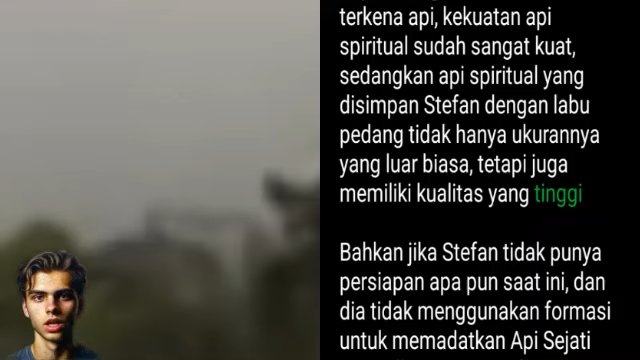 terkena api, kekuatan api
spiritual sudah sangat kuat,
sedangkan api spiritual yang
disimpan Stefan dengan labu
pedang tidak hanya ukurannya
yang luar biasa, tetapi juga
memiliki kualitas yang tinggi
Bahkan jika Stefan tidak punya
persiapan apa pun saat ini, dan
dia tidak menggunakan formasi
untuk memadatkan Api Sejati